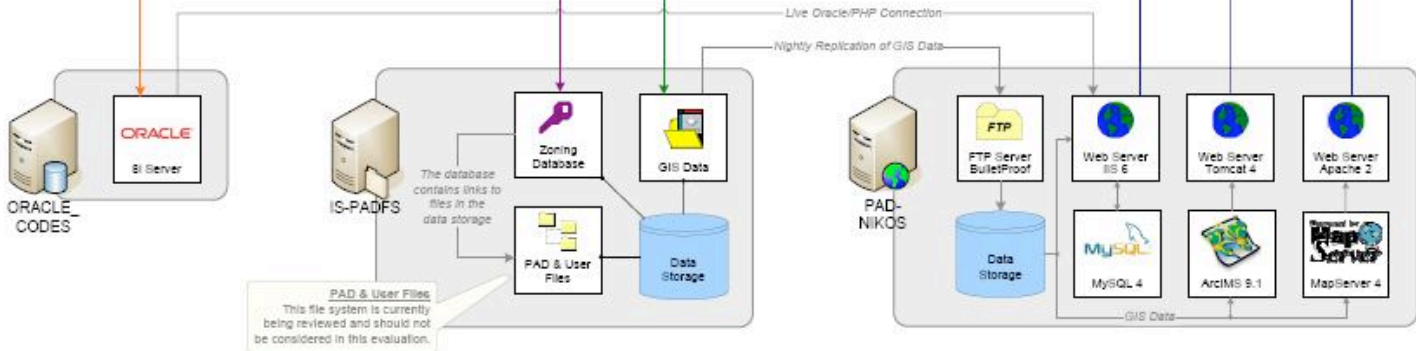 Live Oracle/PHP Connection
Nightly Replication of GIS Data
ORACLE
8i Server
ORACLE_
CODES
Zoning
Database
GIS Data
The database
contains links to
files in the
data storage
IS-PADFS
PAD & User
Files
Data
Storage
PAD & User Files
This file system is currently
being reviewed and should not
be considered in this evaluation.
FTP
FTP Server
BulletProof
Web Server
IIS 6
Web Server
Tomcat 4
Web Server
Apache 2
PAD-
NIKOS
Data
Storage
MySQL
MySQL 4
ArcIMS 9.1
Map
Server
MapServer 4
GIS Data